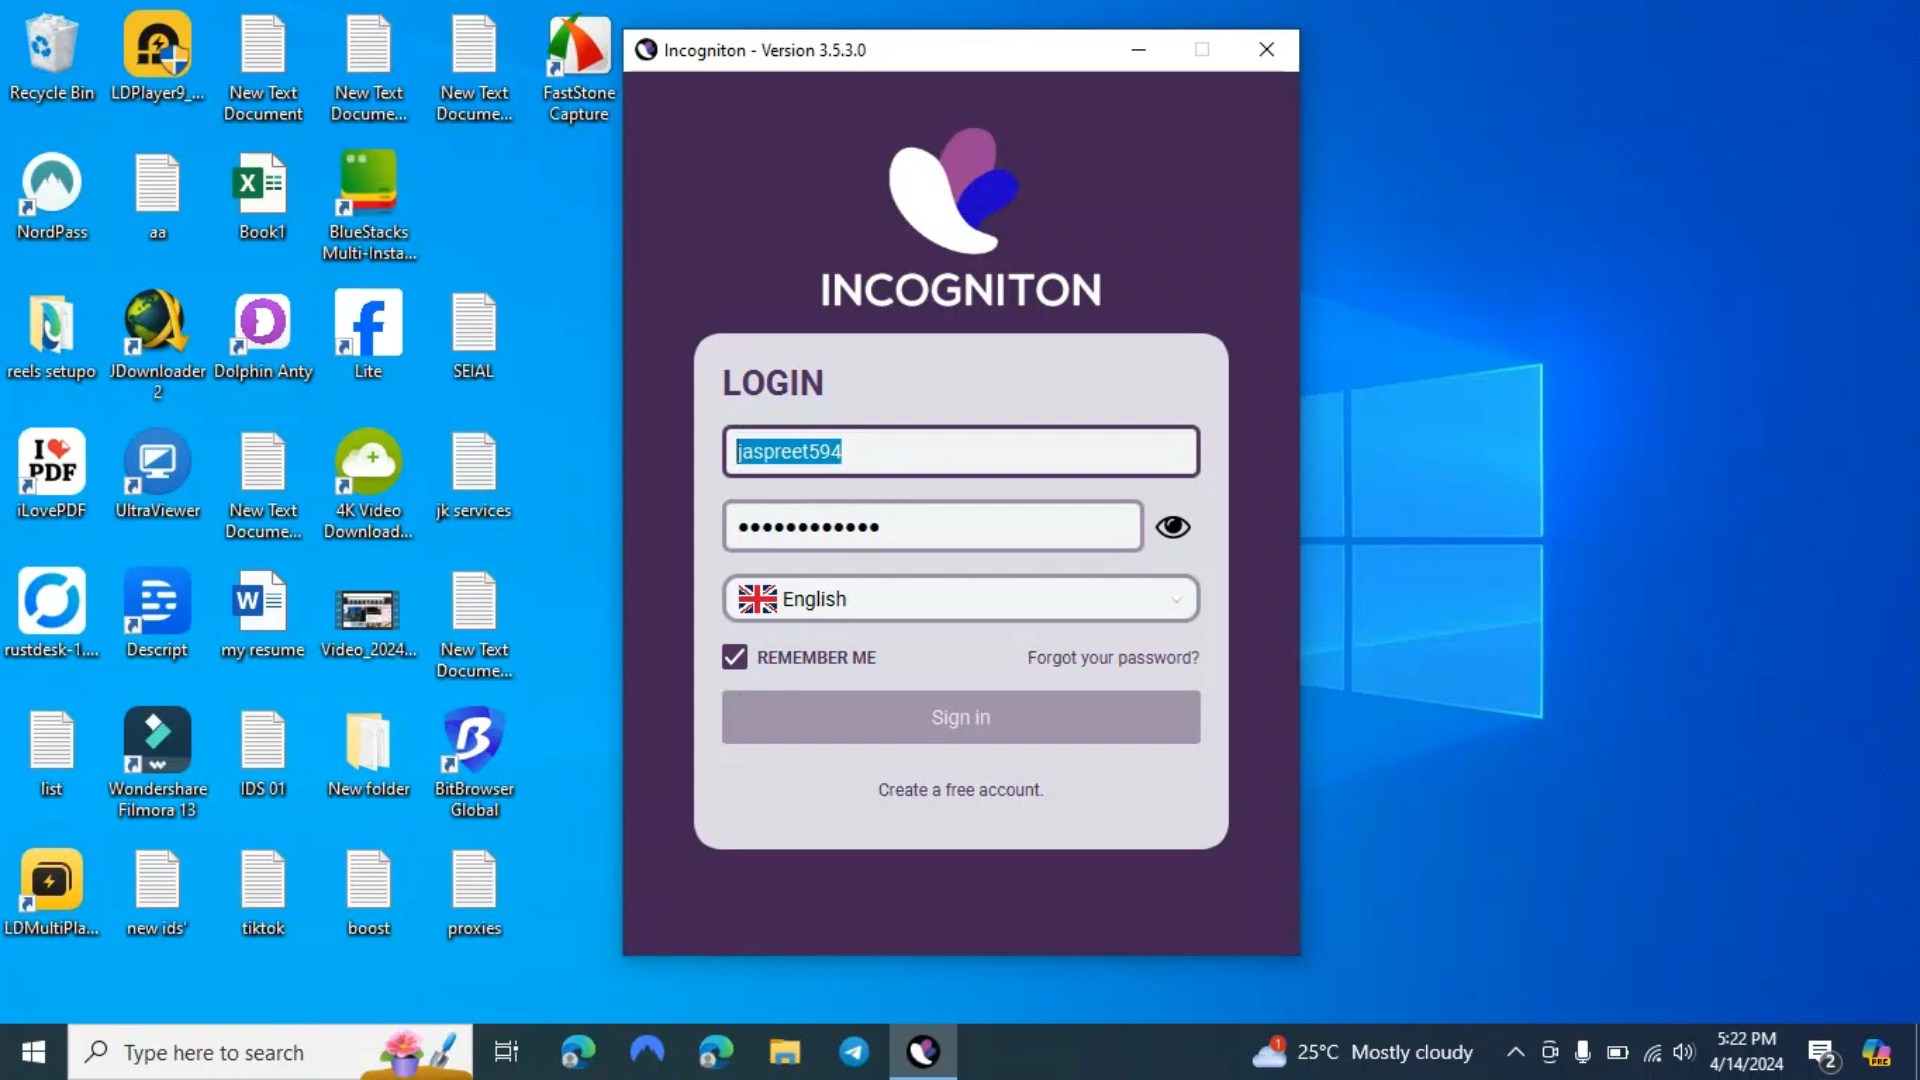 Recycle Bin
LDPlayer9_...
New Text
Document
New Text
Docume...
New Text
Docume...
FastStone
Capture
NordPass
aa
Book1
BlueStacks
Multi-Insta...
reels setupo
JDownloader
2
Dolphin Anty
Lite
SEIAL
I
PDF
iLovePDF
UltraViewer
New Text
Docume...
4K Video
Download...
jk services
rustdesk-1....
Descript
my resume
Video_2024...
New Text
Docume...
list
Wondershare
Filmora 13
IDS 01
New folder
BitBrowser
Global
LDMultiPla...
new ids'
tiktok
boost
proxies
Incogniton - Version 3.5.3.0
INCOGNITON
LOGIN
jaspreet594
English
REMEMBER ME
Forgot your password?
Sign in
Create a free account.
Type here to search
1
25°C Mostly cloudy
5:22 PM
4/14/2024
2
PRE